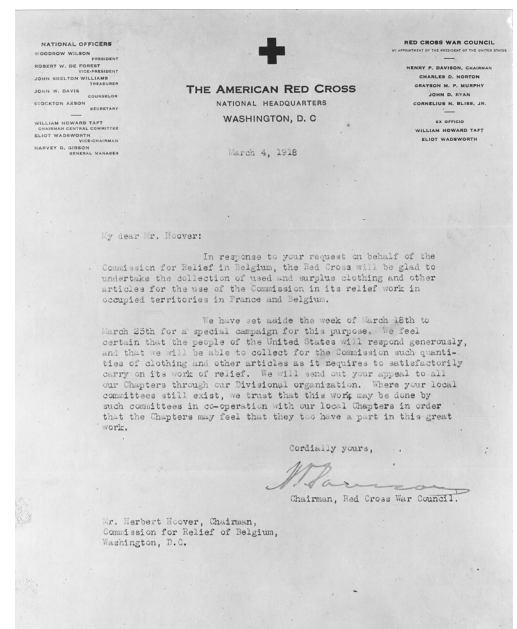 NATIONAL OFFICERS
WOODROW WILSON
PRESIDENT
ROBERT W. DE FOREST
VICE-PRESIDENT
JOHN SKELTON WILLIAMS
TREASURER
JOHN W. DAVIS
COUNSELOR
STOCKTON AXSON
SECRETARY
WILLIAM HOWARD TAFT
CHAIRMAN CENTRAL COMMITTEE
ELIOT WADSWORTH
VICE-CHAIRMAN
HARVEY D. GIBSON
GENERAL MANAGER
THE AMERICAN RED CROSS
NATIONAL HEADQUARTERS
WASHINGTON, D. C
RED CROSS WAR COUNCIL
BY APPOINTMENT OF THE PRESIDENT OF THE UNITED STATES
HENRY P. DAVISON, CHAIRMAN
CHARLES D. NORTON
GRAYSON M. P. MURPHY
JOHN D. RYAN
CORNELIUS N. BLISS, JR.
EX OFFICIO
WILLIAM HOWARD TAFT
ELIOT WADSWORTH
March 4, 1918
My dear Mr. Hoover:
In response to your request on behalf of the
Commission for Relief in Belgium, the Red Cross will be glad to
undertake the collection of used and surplus clothing and other
articles for the use of the Commission in its relief work in
occupied territories in France and Belgium.
We have set aside the week of March 18th to
March 25th for a special campaign for this purpose. We feel
certain that the people of the United States will respond generously,
and that we will be able to collect for the Commission such quanti-
ties of clothing and other articles as it requires to satisfactorily
carry on its work of relief. We will send out your appeal to all
our Chapters through our Divisional organization. Where your local
committees still exist, we trust that this work may be done by
such committees in co-operation with our local Chapters in order
that the Chapters may feel that they too have a part in this great
work.
Cordially yours,
Chairman, Red Cross War Council.
Mr. Herbert Hoover, Chairman,
Commission for Relief of Belgium,
Washington, D.C.